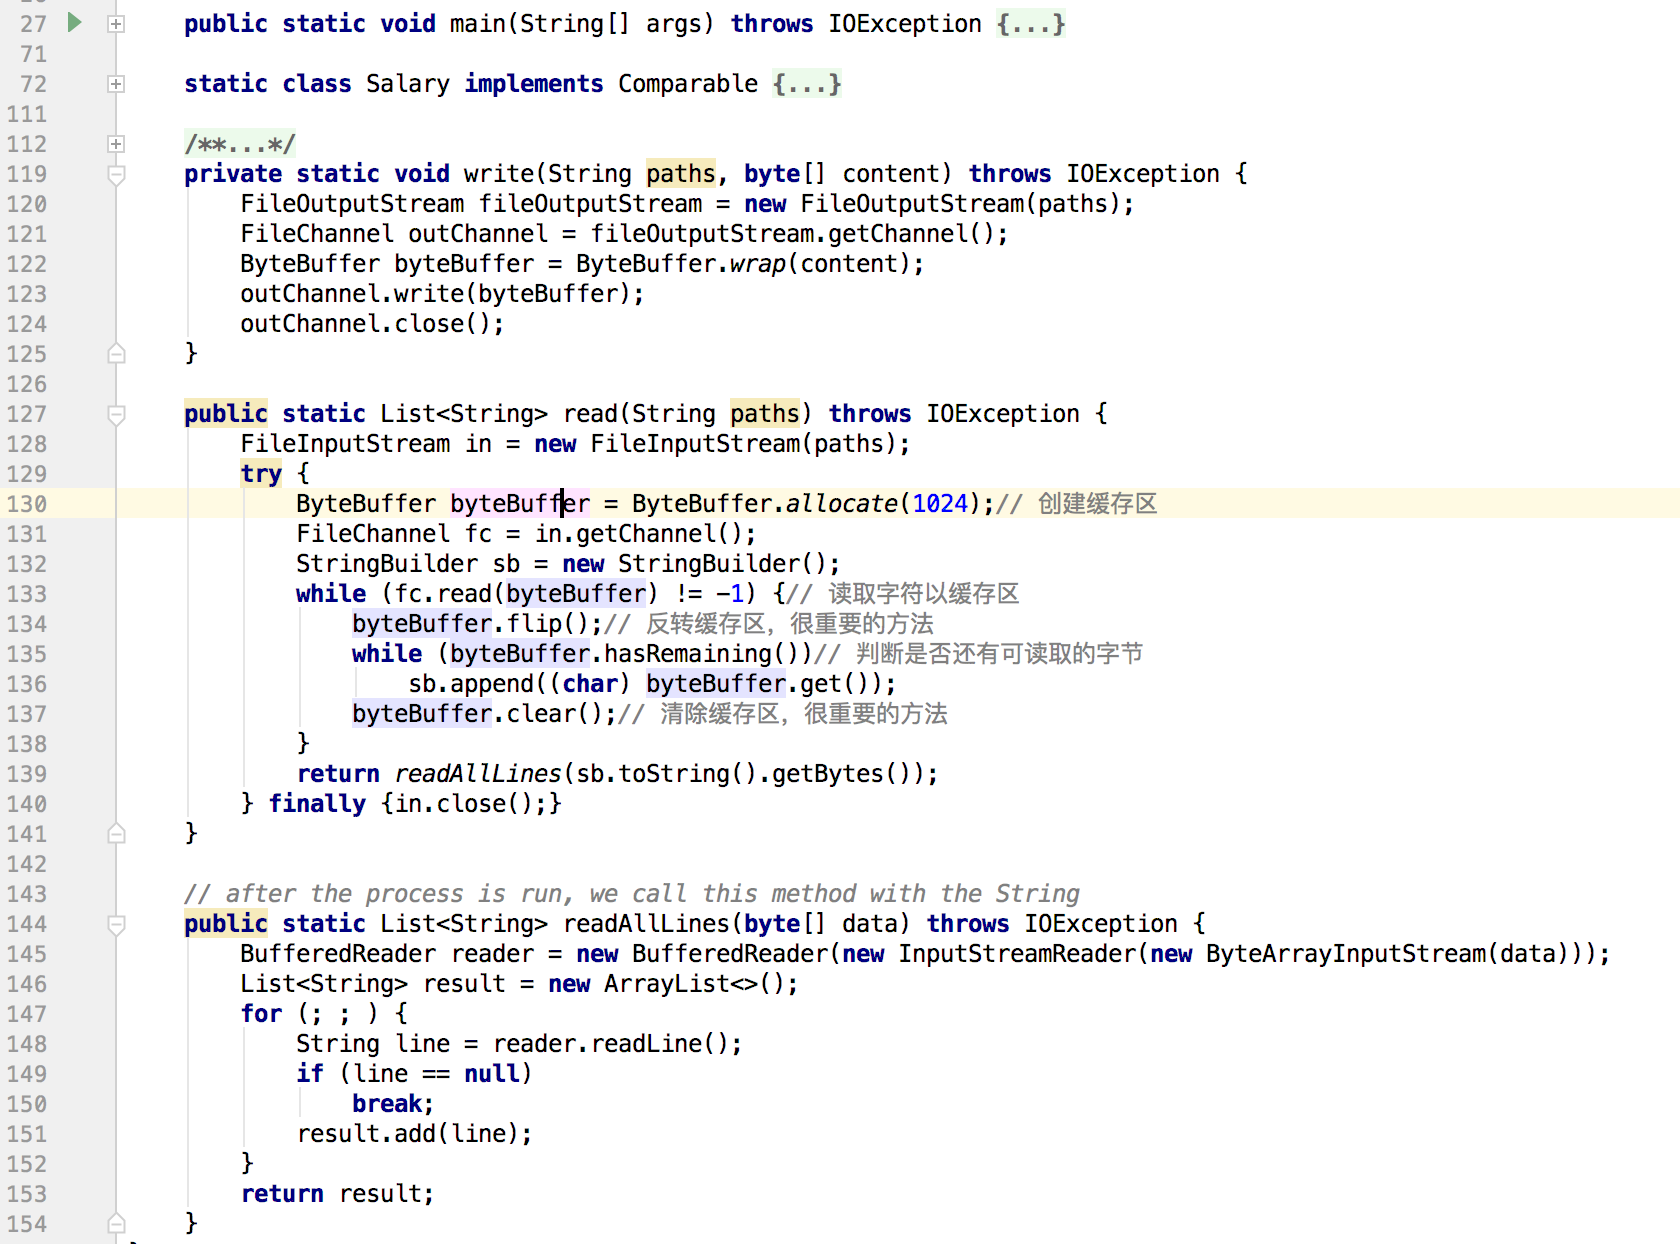 27 public static void main(String[] args) throws IOException {...}
71
72 static class Salary implements Comparable {...}
111
112 /**...*/
119 private static void write(String paths, byte[] content) throws IOException {
120 FileOutputStream fileOutputStream = new FileOutputStream(paths);
121 FileChannel outChannel = fileOutputStream.getChannel();
122 ByteBuffer byteBuffer = ByteBuffer.wrap(content);
123 outChannel.write(byteBuffer);
124 outChannel.close();
125 }
126
127 public static List<String> read(String paths) throws IOException {
128 FileInputStream in = new FileInputStream(paths);
129 try {
130 ByteBuffer byteBuffer = ByteBuffer.allocate(1024);// 创建缓存区
131 FileChannel fc = in.getChannel();
132 StringBuilder sb = new StringBuilder();
133 while (fc.read(byteBuffer) != -1) {// 读取字符以缓存区
134 byteBuffer.flip();// 反转缓存区，很重要的方法
135 while (byteBuffer.hasRemaining())// 判断是否还有可读取的字节
136 sb.append((char) byteBuffer.get());
137 byteBuffer.clear();// 清除缓存区，很重要的方法
138 }
139 return readAllLines(sb.toString().getBytes());
140 } finally {in.close();}
141 }
142
143 // after the process is run, we call this method with the String
144 public static List<String> readAllLines(byte[] data) throws IOException {
145 BufferedReader reader = new BufferedReader(new InputStreamReader(new ByteArrayInputStream(data)));
146 List<String> result = new ArrayList<>();
147 for (; ; ) {
148 String line = reader.readLine();
149 if (line == null)
150 break;
151 result.add(line);
152 }
153 return result;
154 }